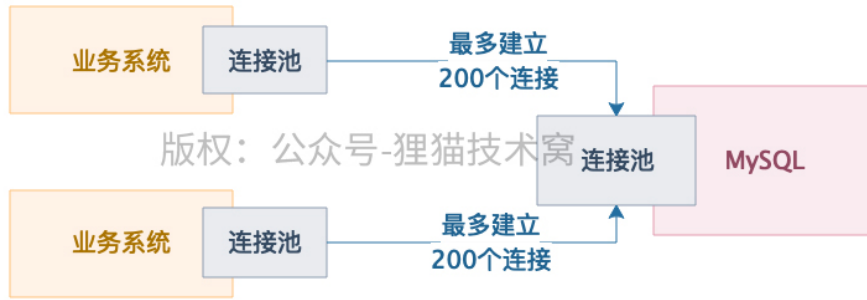 业务系统
连接池
最多建立
200个连接
版权：公众号-狸猫技术窝
连接池
MySQL
业务系统
连接池
最多建立
200个连接